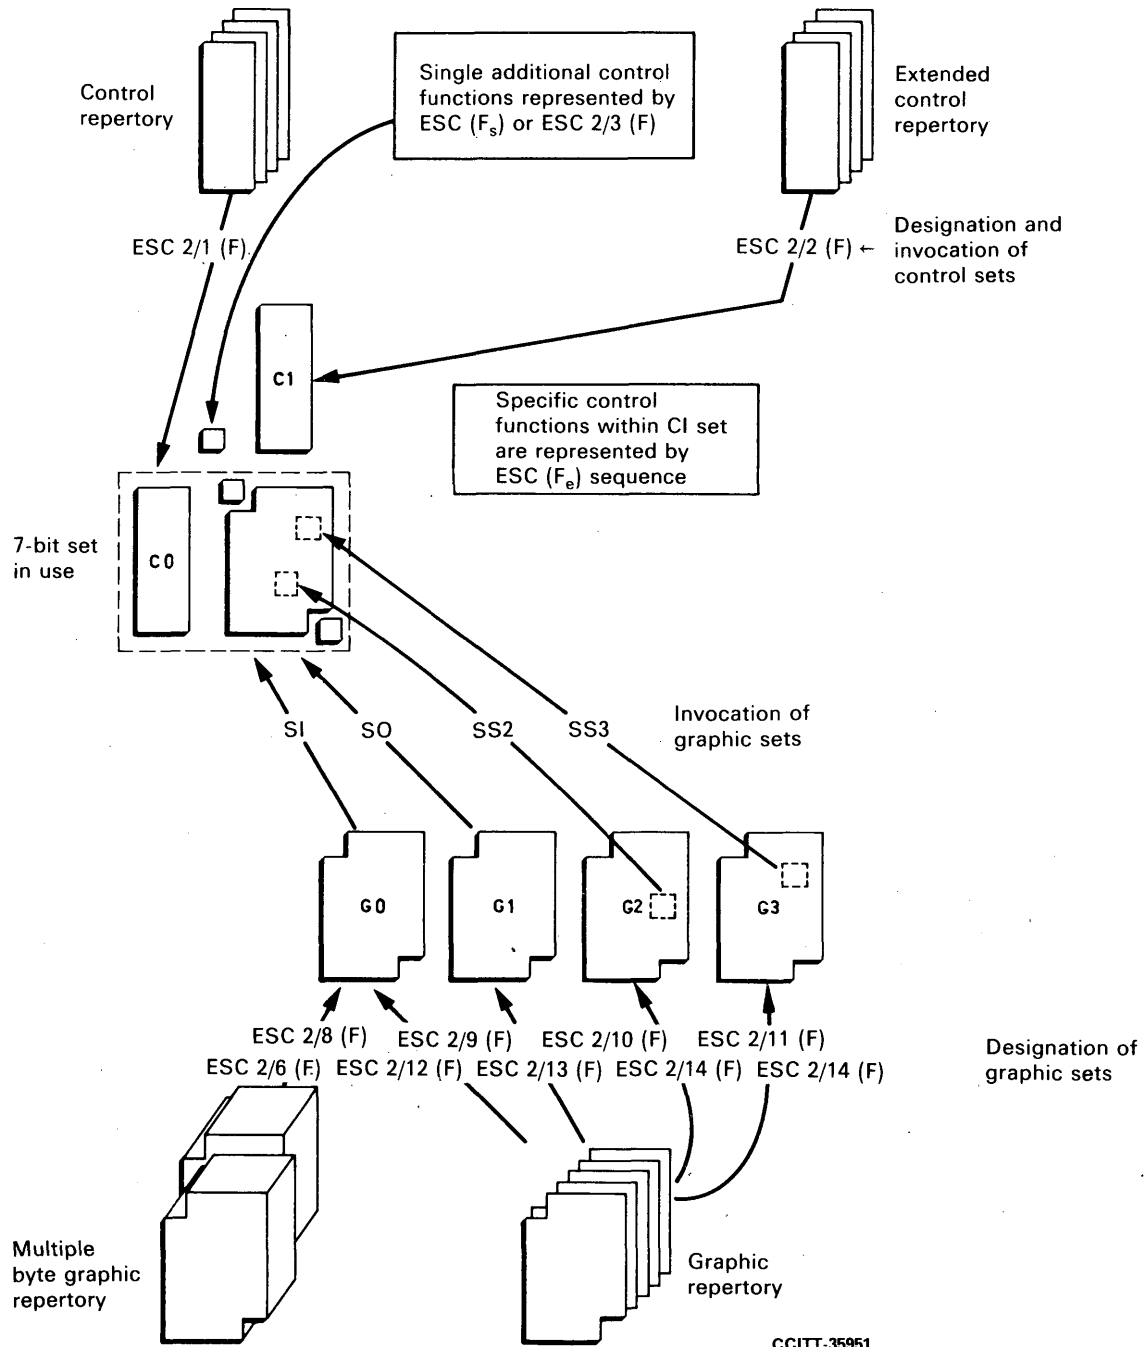 Control
repertory
Single additional control
functions represented by
ESC (Fs) or ESC 2/3 (F)
Extended
control
repertory
ESC 2/1 (F).
ESC 2/2 (F) ←
Designation and
invocation of
control sets
C1
Specific control
functions within CI set
are represented by
ESC (Fe) sequence
7-bit set
in use
C0
SI
SO
SS2
SS3
Invocation of
graphic sets
G0
G1
G2
G3
ESC 2/8 (F)
ESC 2/9 (F)
ESC 2/10 (F)
ESC 2/11 (F)
ESC 2/6 (F)
ESC 2/12 (F)
ESC 2/13 (F)
ESC 2/14 (F)
ESC 2/14 (F)
Designation of
graphic sets
Multiple
byte graphic
repertory
Graphic
repertory
CCITT-35951